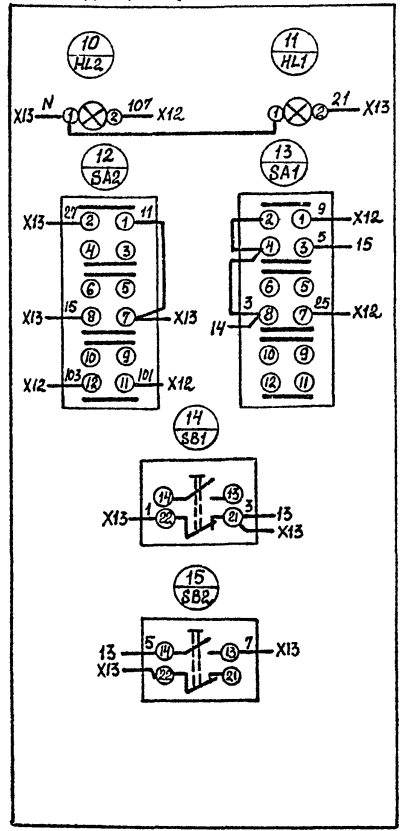 10 11
HL2 HL1
X13 N 1 2 107 X12 1 2 21 X13
12 13
SA2 SA1
X13 27 2 1 11 2 1 9 X12
4 3 4 3 5 15
6 5 6 5
X13 15 8 7 X13 14 3 8 7 25 X12
10 9 10 9
X12 103 12 11 101 X12 12 11
14
SB1
14 13
X13 1 22 21 3 13
X13
15
SB2
13 5 14 13 7 X13
X13 22 21